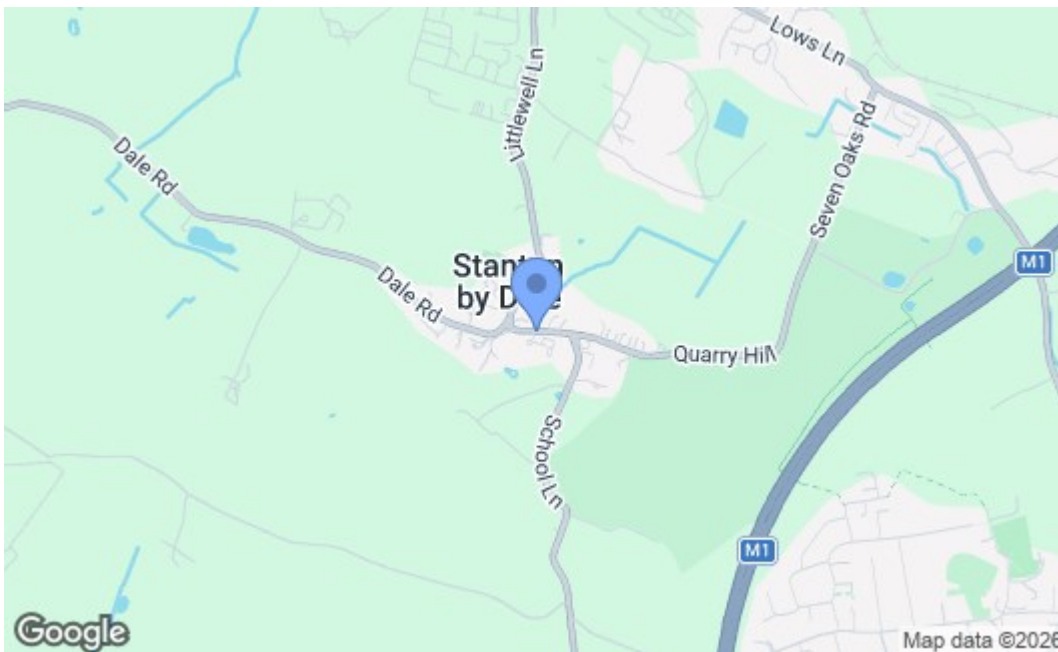 Lows Ln
Littlewell Ln
Dale Rd
Seven Oaks Rd
M1
Stanton
by Dale
Dale Rd
Quarry Hill
School Ln
M1
Google
Map data ©2026